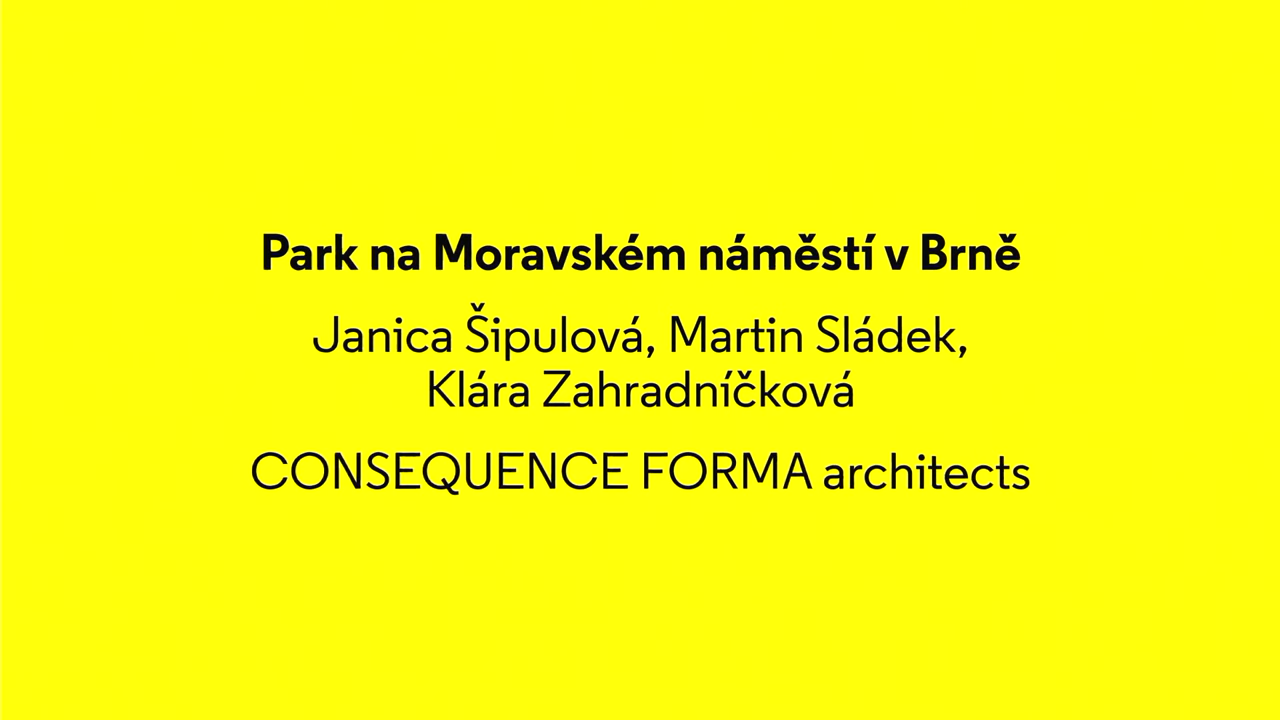 Park na Moravském náměstí v Brně
Janica Šipulová, Martin Sládek,
Klára Zahradníčková
CONSEQUENCE FORMA architects